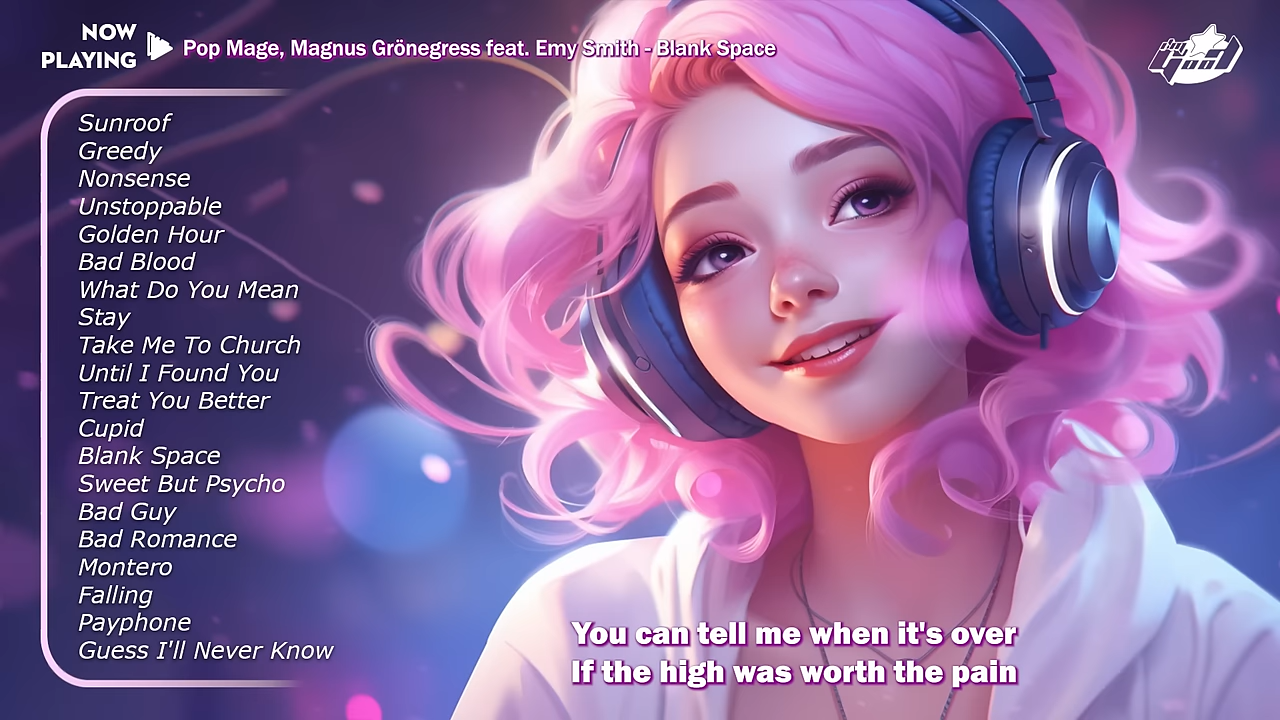 NOW
PLAYING
Pop Mage, Magnus Grönegress feat. Emy Smith - Blank Space
Sunroof
Greedy
Nonsense
Unstoppable
Golden Hour
Bad Blood
What Do You Mean
Stay
Take Me To Church
Until I Found You
Treat You Better
Cupid
Blank Space
Sweet But Psycho
Bad Guy
Bad Romance
Montero
Falling
Payphone
Guess I'll Never Know
You can tell me when it's over
If the high was worth the pain